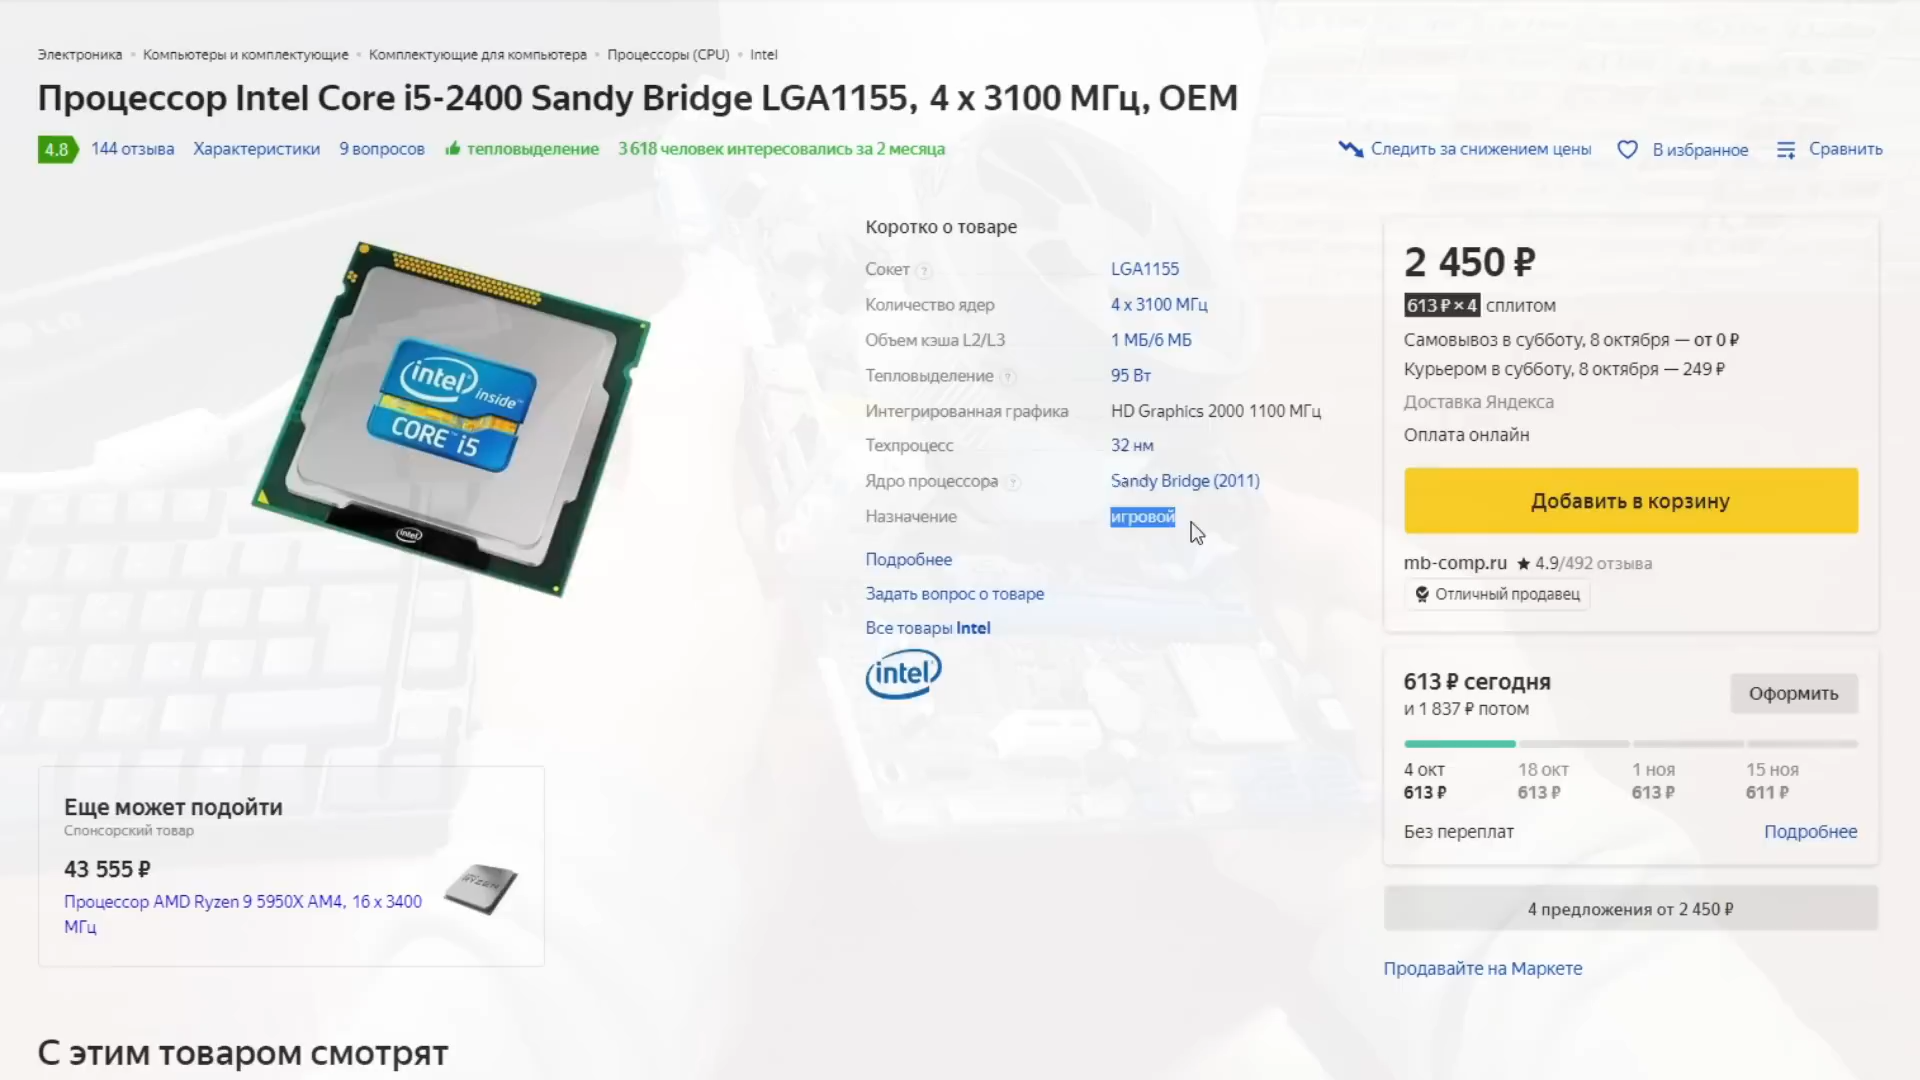 Электроника • Компьютеры и комплектующие • Комплектующие для компьютера • Процессоры (CPU) • Intel
Процессор Intel Core i5-2400 Sandy Bridge LGA1155, 4 x 3100 МГц, OEM
4.8 144 отзыва Характеристики 9 вопросов тепловыделение 3 618 человек интересовались за 2 месяца
Следить за снижением цены В избранное Сравнить
intel inside™
CORE™ i5
intel
Коротко о товаре
Сокет ? LGA1155
Количество ядер 4 x 3100 МГц
Объем кэша L2/L3 1 МБ/6 МБ
Тепловыделение ? 95 Вт
Интегрированная графика HD Graphics 2000 1100 МГц
Техпроцесс 32 нм
Ядро процессора ? Sandy Bridge (2011)
Назначение игровой
Подробнее
Задать вопрос о товаре
Все товары Intel
intel
2 450 ₽
613 ₽ × 4 сплитом
Самовывоз в субботу, 8 октября — от 0 ₽
Курьером в субботу, 8 октября — 249 ₽
Доставка Яндекса
Оплата онлайн
Добавить в корзину
mb-comp.ru ★ 4.9/492 отзыва
Отличный продавец
613 ₽ сегодня
и 1 837 ₽ потом
Оформить
4 окт 18 окт 1 ноя 15 ноя
613 ₽ 613 ₽ 613 ₽ 611 ₽
Без переплат Подробнее
4 предложения от 2 450 ₽
Продавайте на Маркете
Еще может подойти
Спонсорский товар
43 555 ₽
Процессор AMD Ryzen 9 5950X AM4, 16 x 3400
МГц
RYZEN
С этим товаром смотрят